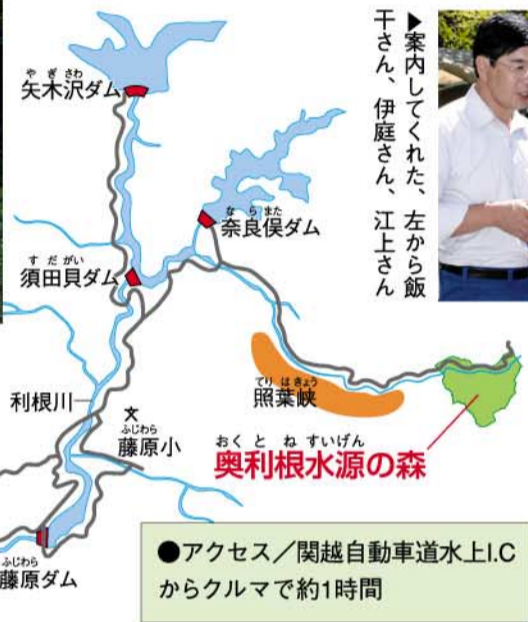 ▶案内してくれた、左から飯
干さん、伊庭さん、江上さん
やぎさわ
矢木沢ダム
ならまた
奈良俣ダム
すだがい
須田貝ダム
てりはきょう
照葉峡
利根川
文
ふじわら
藤原小
おくとねすいげん
奥利根水源の森
ふじわら
藤原ダム
●アクセス／関越自動車道水上I.C
からクルマで約1時間